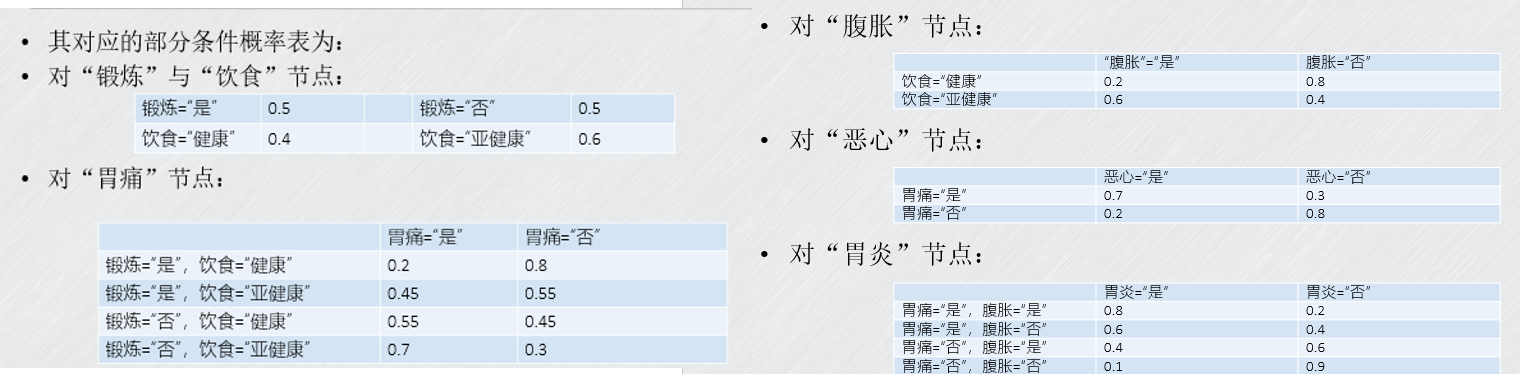 • 其对应的部分条件概率表为：
• 对“锻炼”与“饮食”节点：
锻炼=“是” 0.5 锻炼=“否” 0.5
饮食=“健康” 0.4 饮食=“亚健康” 0.6
• 对“胃痛”节点：
胃痛=“是” 胃痛=“否”
锻炼=“是”，饮食=“健康” 0.2 0.8
锻炼=“是”，饮食=“亚健康” 0.45 0.55
锻炼=“否”，饮食=“健康” 0.55 0.45
锻炼=“否”，饮食=“亚健康” 0.7 0.3
• 对“腹胀”节点：
“腹胀”=“是” 腹胀=“否”
饮食=“健康” 0.2 0.8
饮食=“亚健康” 0.6 0.4
• 对“恶心”节点：
恶心=“是” 恶心=“否”
胃痛=“是” 0.7 0.3
胃痛=“否” 0.2 0.8
• 对“胃炎”节点：
胃炎=“是” 胃炎=“否”
胃痛=“是”，腹胀=“是” 0.8 0.2
胃痛=“是”，腹胀=“否” 0.6 0.4
胃痛=“否”，腹胀=“是” 0.4 0.6
胃痛=“否”，腹胀=“否” 0.1 0.9